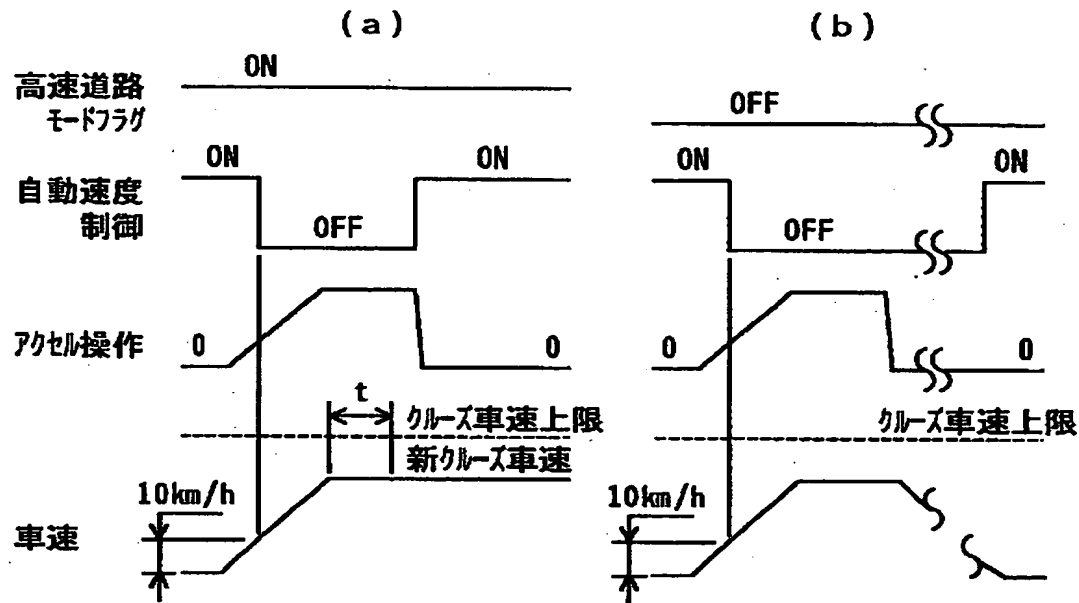 (a)
高速道路
モードフラグ
ON
自動速度
制御
ON
OFF
ON
アクセル操作
0
0
t
クルーズ車速上限
新クルーズ車速
10km/h
車速
(b)
OFF
ON
OFF
ON
0
0
クルーズ車速上限
10km/h